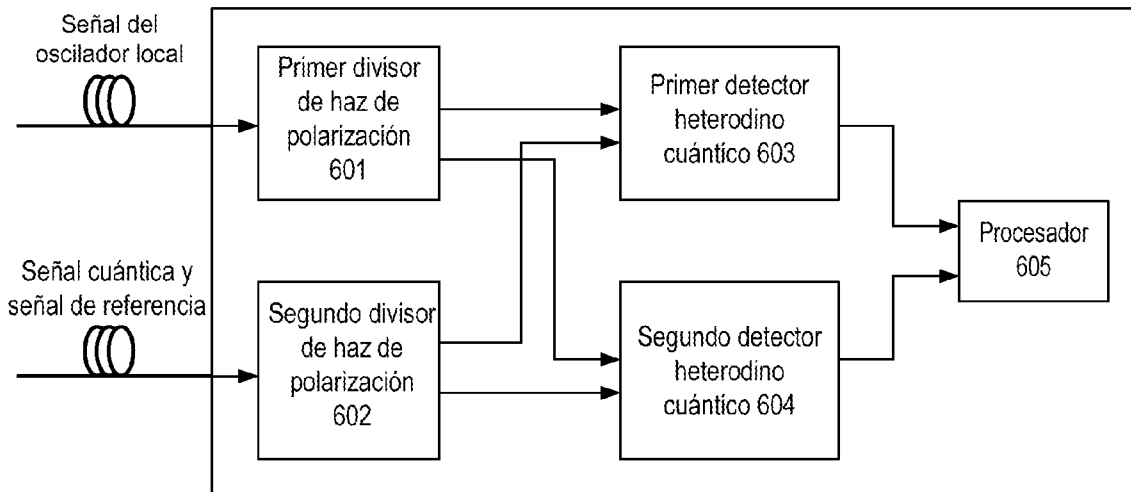 Señal del
oscilador local
Primer divisor
de haz de
polarización
601
Primer detector
heterodino
cuántico 603
Procesador
605
Señal cuántica y
señal de referencia
Segundo divisor
de haz de
polarización
602
Segundo detector
heterodino
cuántico 604